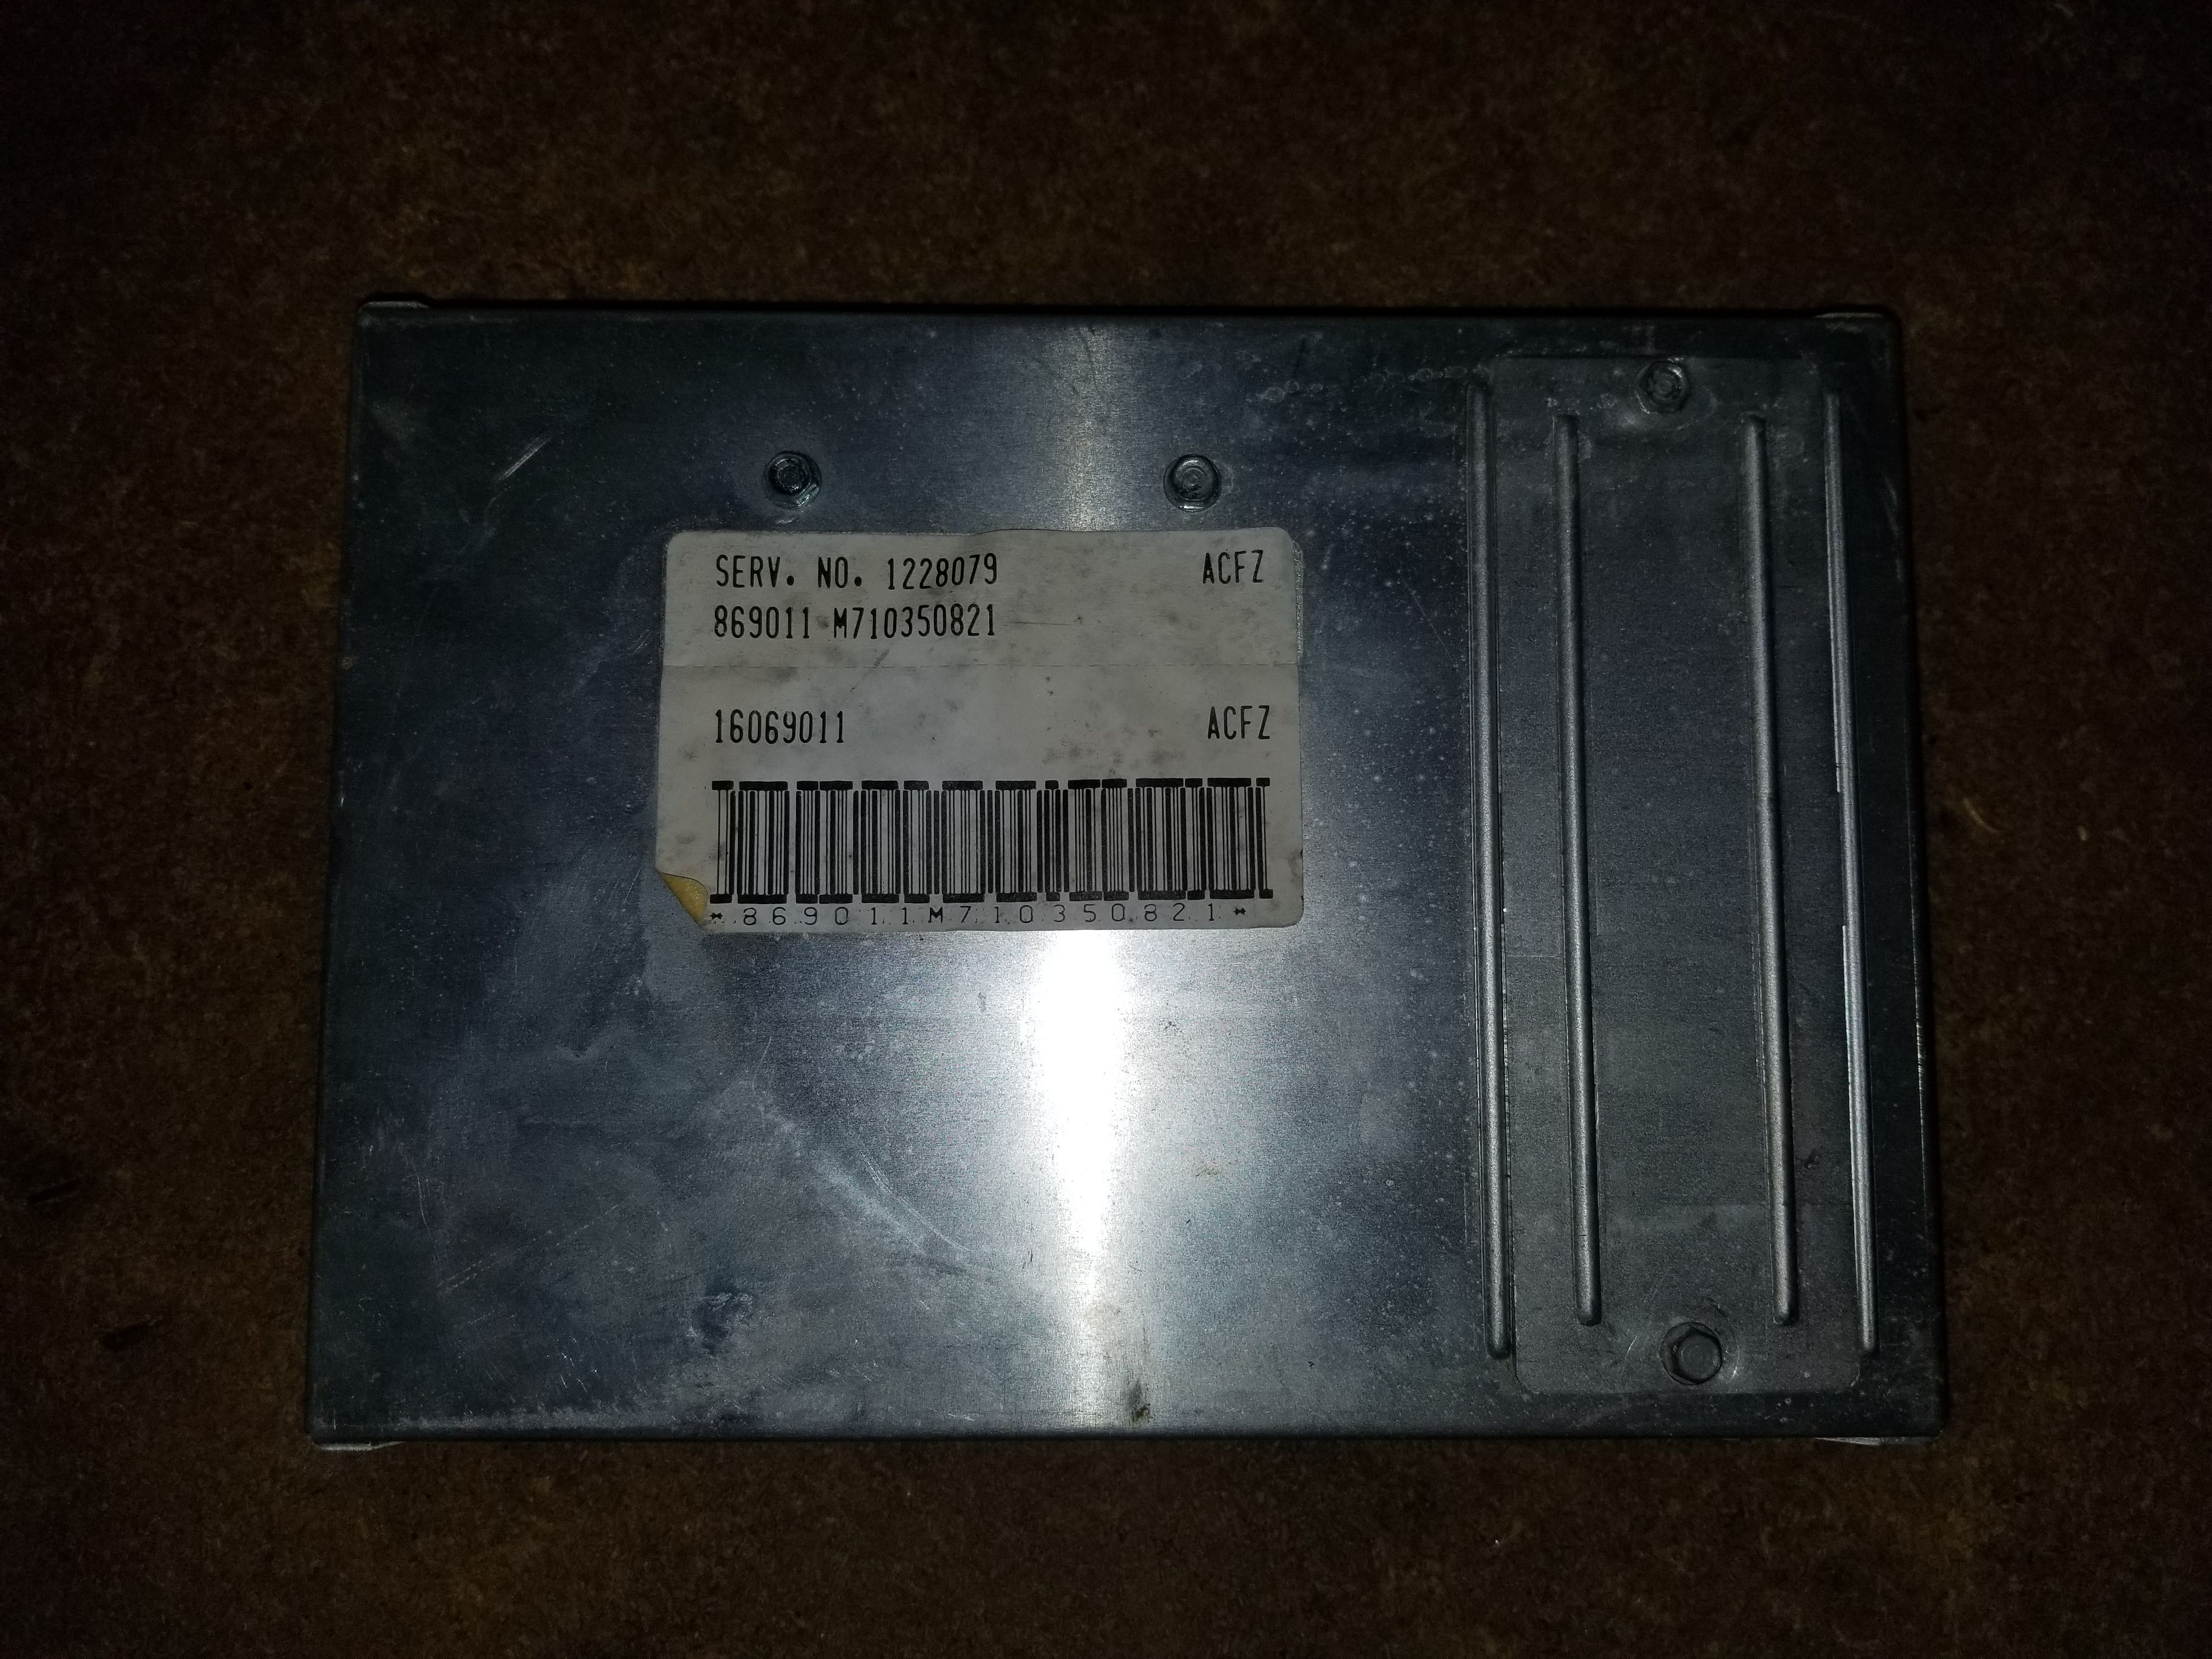 SERV. NO. 1228079 ACFZ
869011 M710350821
16069011 ACFZ
*869011M710350821*